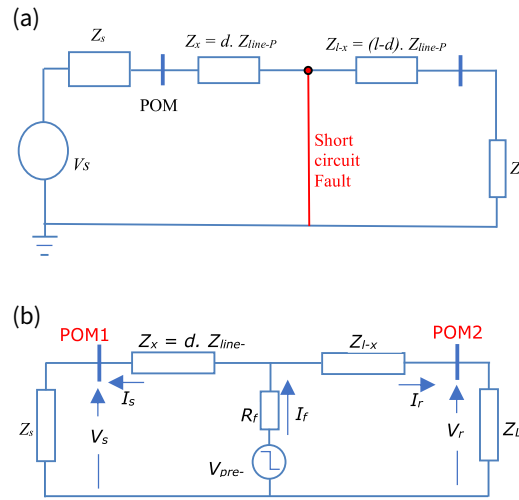 (a)
Zs
Zx = d. Zline-P
Zl-x = (l-d). Zline-P
POM
Short
circuit
Fault
Vs
Z
(b)
POM1
Zx = d. Zline-
Zl-x
POM2
Is
Rf
If
Ir
Zs
Vs
Vpre-
Vr
ZL